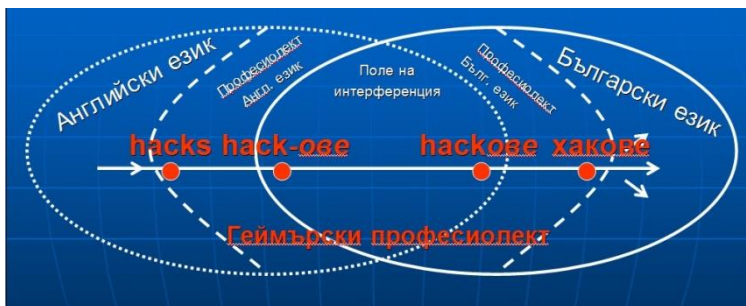 Английски език
Професиолект
Англ. език
Поле на
интерференция
Професиолект
Бълг. език
Български език
hacks hack-ове hackове хакове
Геймърски професиолект